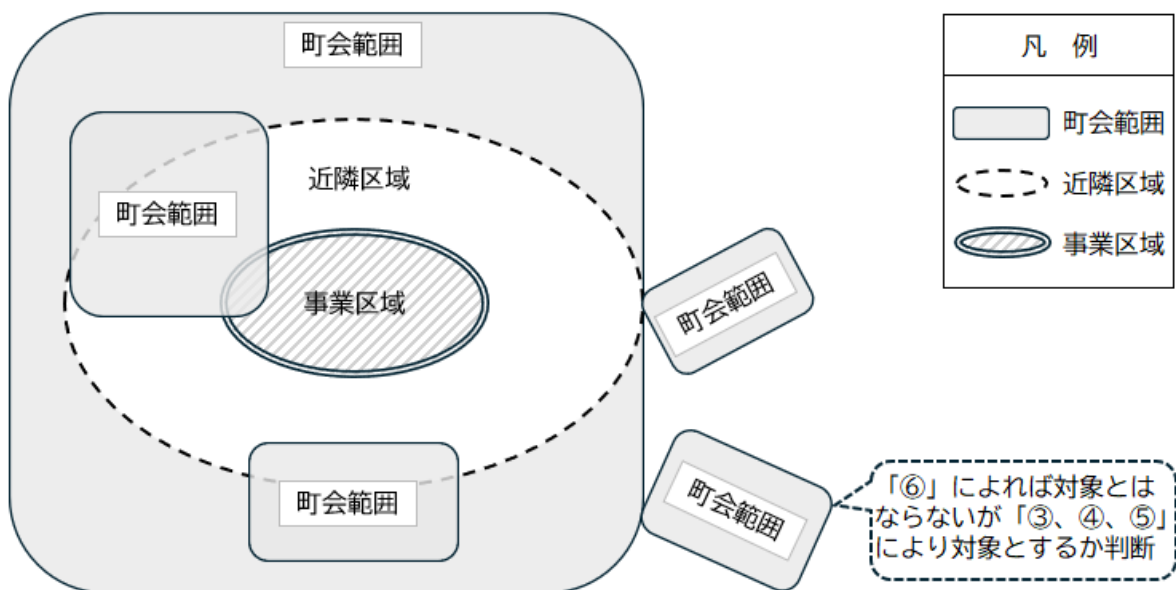 町会範囲
町会範囲
近隣区域
事業区域
町会範囲
町会範囲
町会範囲
「⑥」によれば対象とは
ならないが「③、④、⑤」
により対象とするか判断
凡 例
町会範囲
近隣区域
事業区域